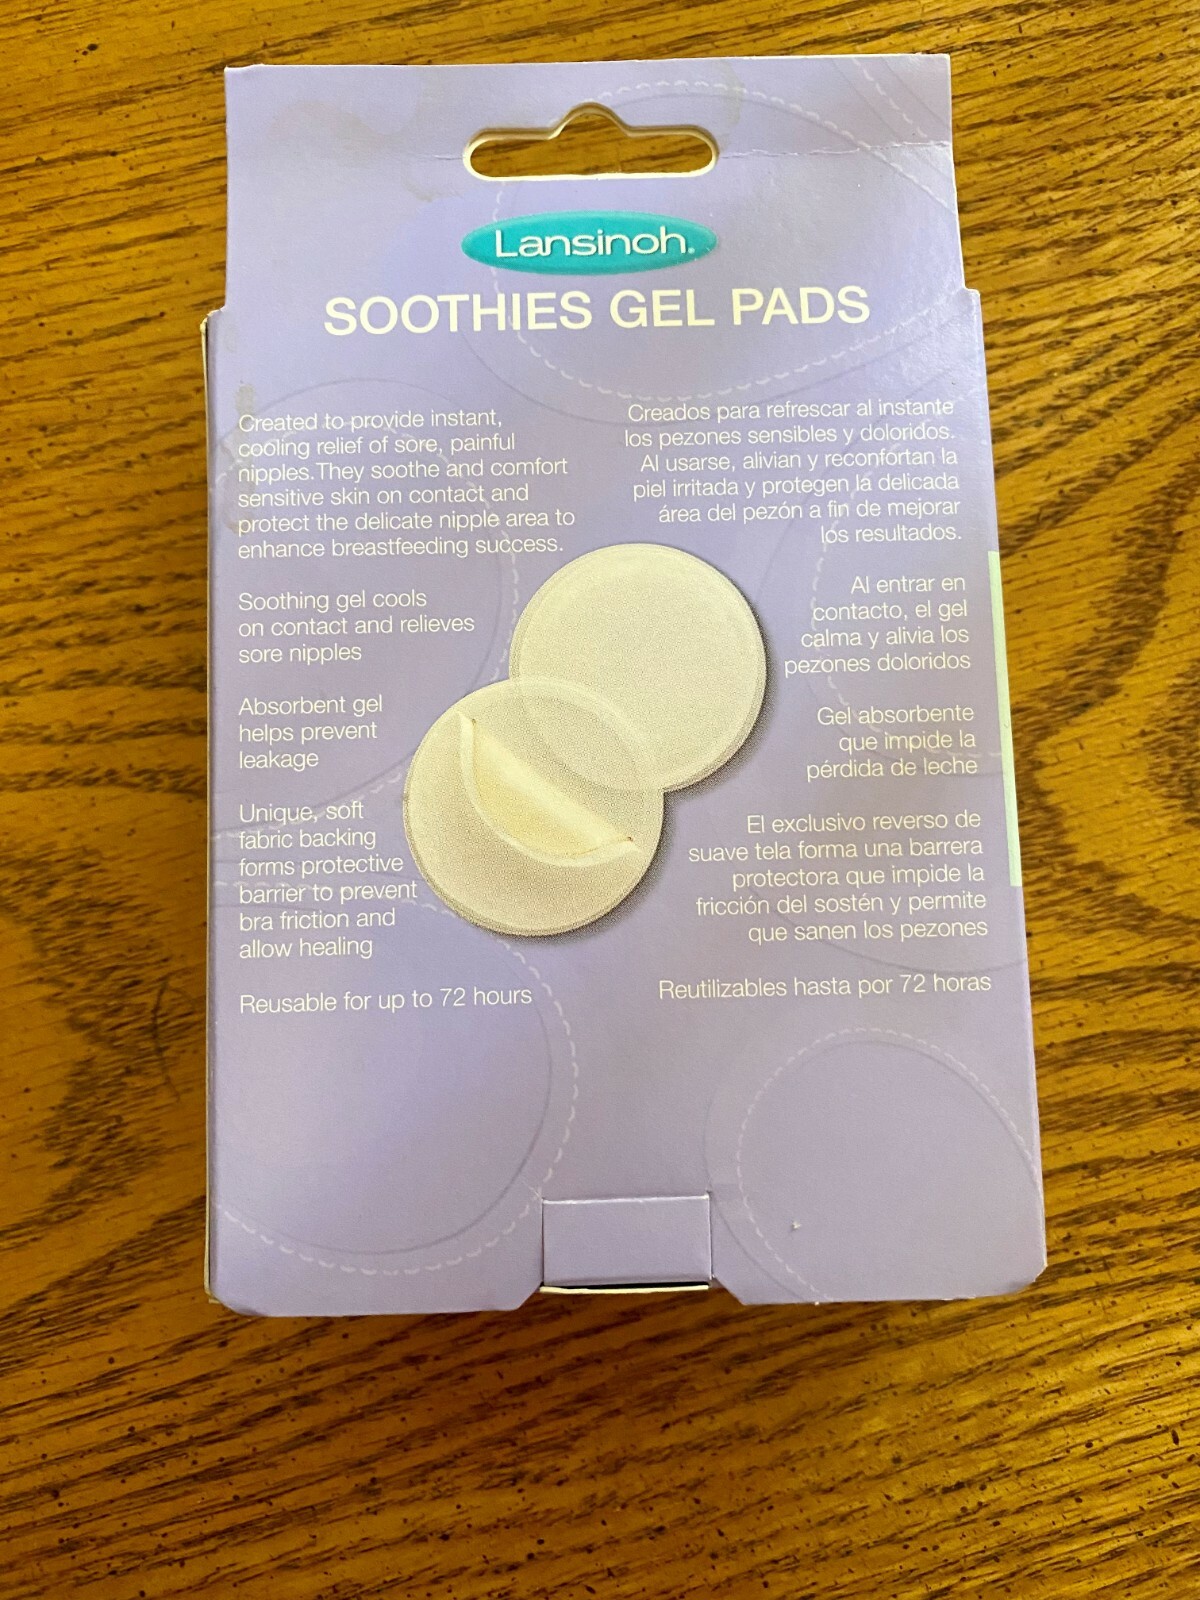 Lansinoh.
SOOTHIES GEL PADS
Created to provide instant,
cooling relief of sore, painful
nipples.They soothe and comfort
sensitive skin on contact and
protect the delicate nipple area to
enhance breastfeeding success.
Soothing gel cools
on contact and relieves
sore nipples
Absorbent gel
helps prevent
leakage
Unique, soft
fabric backing
forms protective
barrier to prevent
bra friction and
allow healing
Reusable for up to 72 hours
Creados para refrescar al instante
los pezones sensibles y doloridos.
Al usarse, alivian y reconfortan la
piel irritada y protegen la delicada
área del pezón a fin de mejorar
los resultados.
Al entrar en
contacto, el gel
calma y alivia los
pezones doloridos
Gel absorbente
que impide la
pérdida de leche
El exclusivo reverso de
suave tela forma una barrera
protectora que impide la
fricción del sostén y permite
que sanen los pezones
Reutilizables hasta por 72 horas